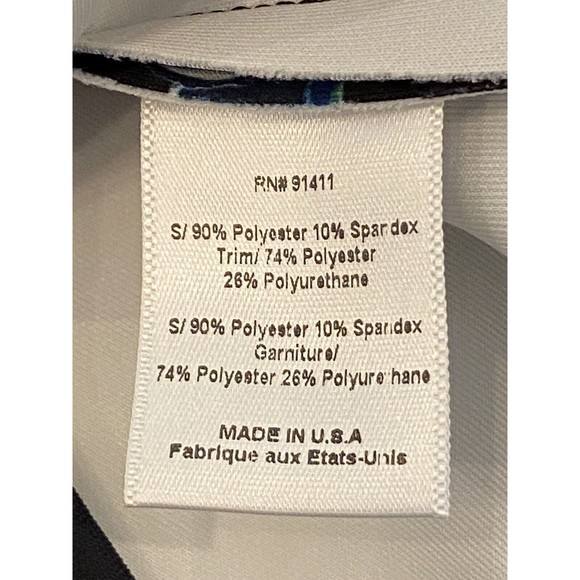 RN# 91411
S/ 90% Polyester 10% Spandex
Trim/ 74% Polyester
26% Polyurethane
S/ 90% Polyester 10% Spandex
Garniture/
74% Polyester 26% Polyurethane
MADE IN U.S.A
Fabrique aux Etats-Unis